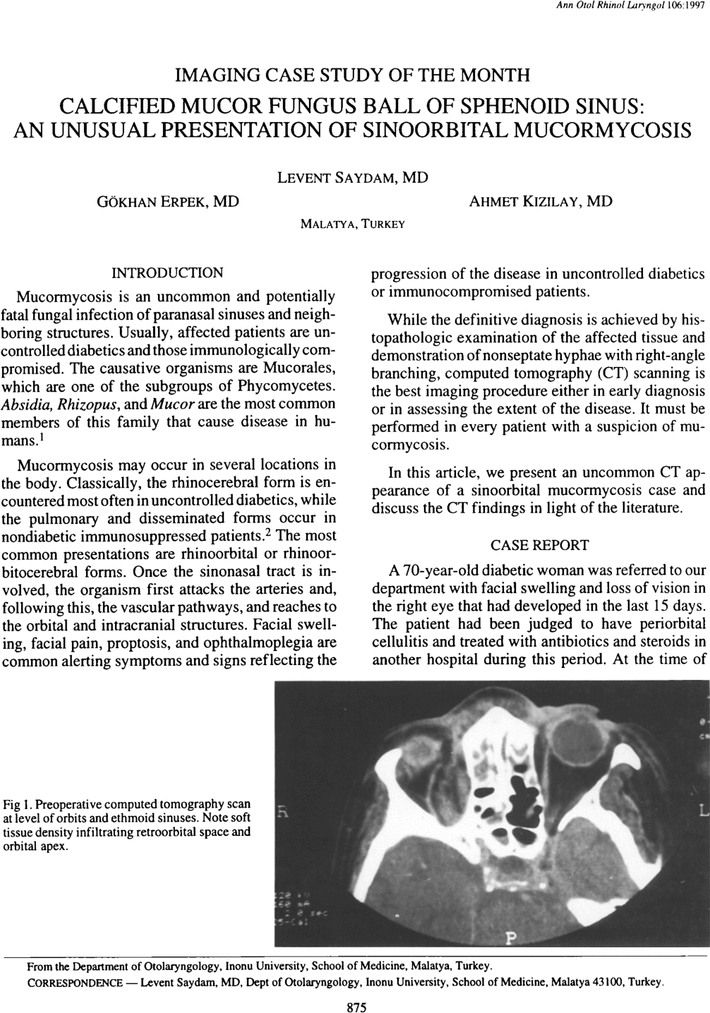 Ann Otol Rhinol Laryngol 106:1997
IMAGING CASE STUDY OF THE MONTH
CALCIFIED MUCOR FUNGUS BALL OF SPHENOID SINUS:
AN UNUSUAL PRESENTATION OF SINOORBITAL MUCORMYCOSIS
LEVENT SAYDAM, MD
GÖKHAN ERPEK, MD
AHMET KIZILAY, MD
MALATYA, TURKEY
INTRODUCTION
Mucormycosis is an uncommon and potentially
fatal fungal infection of paranasal sinuses and neigh-
boring structures. Usually, affected patients are un-
controlled diabetics and those immunologically com-
promised. The causative organisms are Mucorales,
which are one of the subgroups of Phycomycetes.
Absidia, Rhizopus, and Mucor are the most common
members of this family that cause disease in hu-
mans.1
Mucormycosis may occur in several locations in
the body. Classically, the rhinocerebral form is en-
countered most often in uncontrolled diabetics, while
the pulmonary and disseminated forms occur in
nondiabetic immunosuppressed patients.2 The most
common presentations are rhinoorbital or rhinoor-
bitocerebral forms. Once the sinonasal tract is in-
volved, the organism first attacks the arteries and,
following this, the vascular pathways, and reaches to
the orbital and intracranial structures. Facial swell-
ing, facial pain, proptosis, and ophthalmoplegia are
common alerting symptoms and signs reflecting the
progression of the disease in uncontrolled diabetics
or immunocompromised patients.
While the definitive diagnosis is achieved by his-
topathologic examination of the affected tissue and
demonstration of nonseptate hyphae with right-angle
branching, computed tomography (CT) scanning is
the best imaging procedure either in early diagnosis
or in assessing the extent of the disease. It must be
performed in every patient with a suspicion of mu-
cormycosis.
In this article, we present an uncommon CT ap-
pearance of a sinoorbital mucormycosis case and
discuss the CT findings in light of the literature.
CASE REPORT
A 70-year-old diabetic woman was referred to our
department with facial swelling and loss of vision in
the right eye that had developed in the last 15 days.
The patient had been judged to have periorbital
cellulitis and treated with antibiotics and steroids in
another hospital during this period. At the time of
Fig 1. Preoperative computed tomography scan
at level of orbits and ethmoid sinuses. Note soft
tissue density infiltrating retroorbital space and
orbital apex.
L
P
From the Department of Otolaryngology, Inonu University, School of Medicine, Malatya, Turkey.
CORRESPONDENCE — Levent Saydam, MD, Dept of Otolaryngology, Inonu University, School of Medicine, Malatya 43100, Turkey.
875